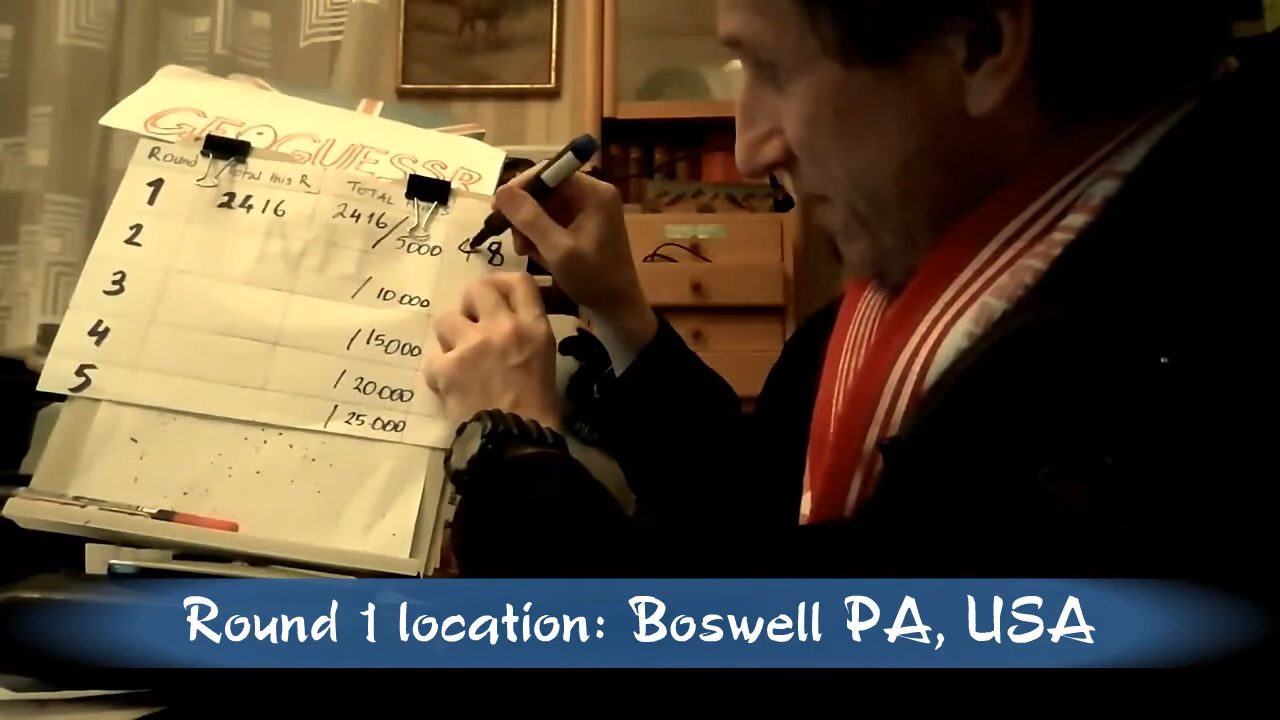 GEOGUESSR
Round Total this R TOTAL
1 2416 2416/5000 48
2
3 /10.000
4 /15.000
5 /20.000
/25.000
Round 1 location: Boswell PA, USA